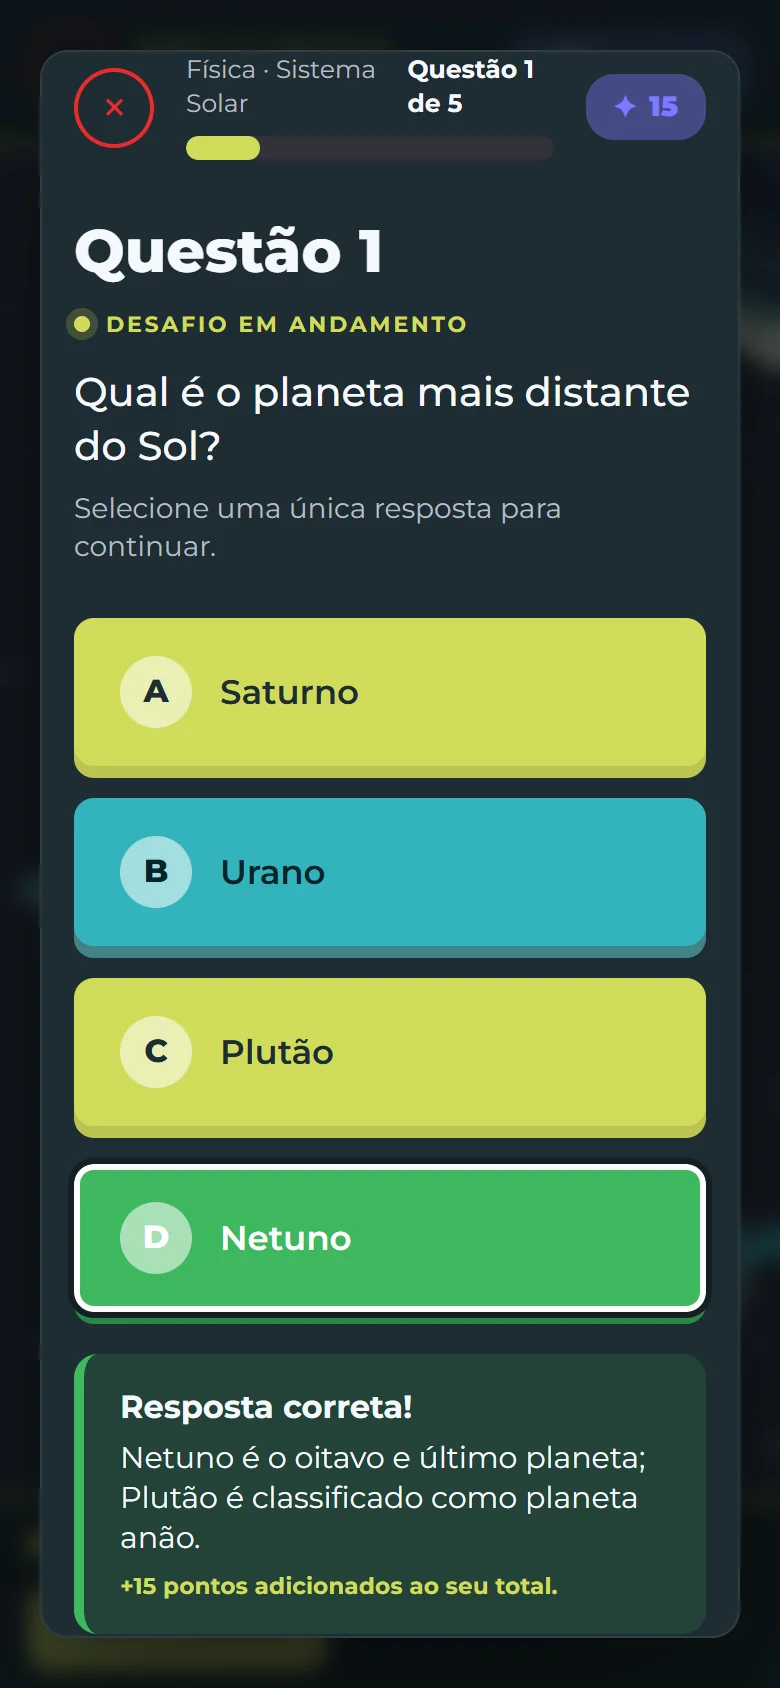 Física · Sistema
Solar
Questão 1
de 5
15
Questão 1
DESAFIO EM ANDAMENTO
Qual é o planeta mais distante
do Sol?
Selecione uma única resposta para
continuar.
A Saturno
B Urano
C Plutão
D Netuno
Resposta correta!
Netuno é o oitavo e último planeta;
Plutão é classificado como planeta
anão.
+15 pontos adicionados ao seu total.